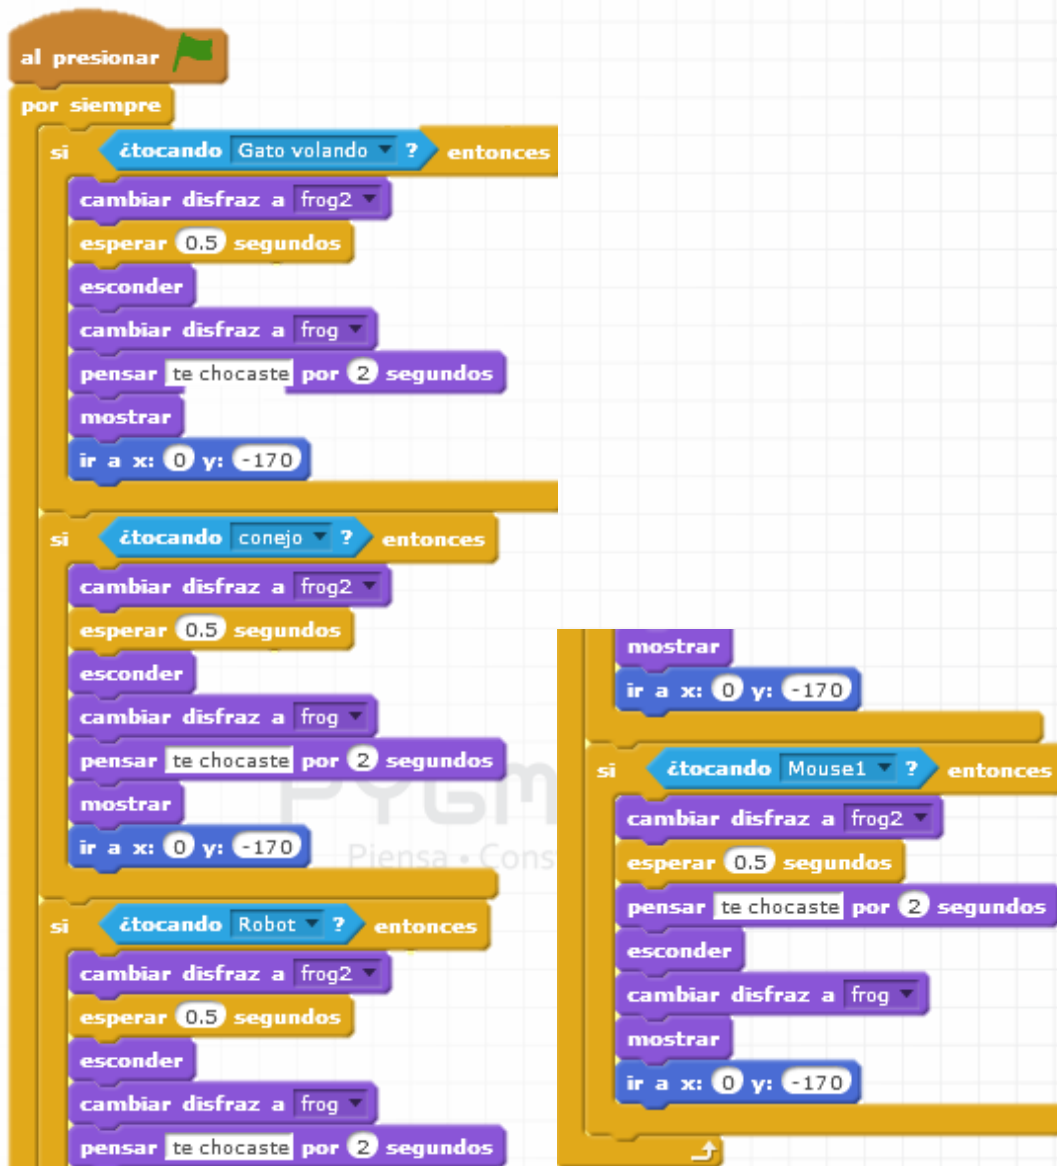 al presionar
por siempre
si ¿tocando Gato volando ? entonces
cambiar disfraz a frog2
esperar 0.5 segundos
esconder
cambiar disfraz a frog
pensar te chocaste por 2 segundos
mostrar
ir a x: 0 y: -170
si ¿tocando conejo ? entonces
cambiar disfraz a frog2
esperar 0.5 segundos
esconder
cambiar disfraz a frog
pensar te chocaste por 2 segundos
mostrar
ir a x: 0 y: -170
si ¿tocando Robot ? entonces
cambiar disfraz a frog2
esperar 0.5 segundos
esconder
cambiar disfraz a frog
pensar te chocaste por 2 segundos
mostrar
ir a x: 0 y: -170
si ¿tocando Mouse1 ? entonces
cambiar disfraz a frog2
esperar 0.5 segundos
pensar te chocaste por 2 segundos
esconder
cambiar disfraz a frog
mostrar
ir a x: 0 y: -170
Piensa •